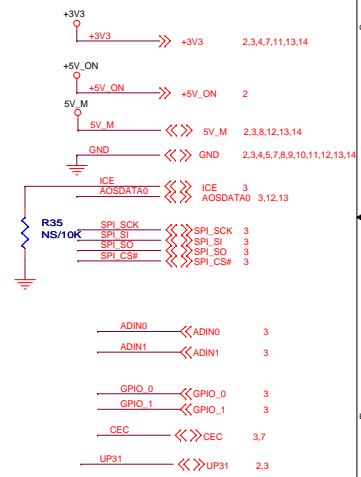 +3V3
+3V3 +3V3 2,3,4,7,11,13,14
+5V_ON
+5V_ON +5V_ON 2
5V_M
5V_M 5V_M 2,3,8,12,13,14
GND GND 2,3,4,5,7,8,9,10,11,12,13,14
ICE ICE 3
AOSDATA0 AOSDATA0 3,12,13
R35
NS/10K
SPI_SCK SPI_SCK 3
SPI_SI SPI_SI 3
SPI_SO SPI_SO 3
SPI_CS# SPI_CS# 3
ADIN0 ADIN0 3
ADIN1 ADIN1 3
GPIO_0 GPIO_0 3
GPIO_1 GPIO_1 3
CEC CEC 3,7
UP31 UP31 2,3